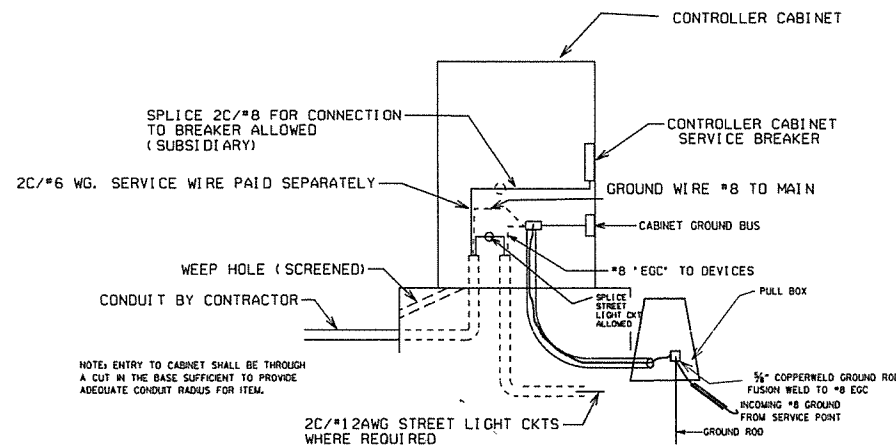 CONTROLLER CABINET
SPLICE 2C/#8 FOR CONNECTION
TO BREAKER ALLOWED
(SUBSIDIARY)
CONTROLLER CABINET
SERVICE BREAKER
2C/#6 WG. SERVICE WIRE PAID SEPARATELY
GROUND WIRE #8 TO MAIN
CABINET GROUND BUS
WEEP HOLE (SCREENED)
#8 "EGC" TO DEVICES
CONDUIT BY CONTRACTOR
SPLICE
STREET
LIGHT CKT
ALLOWED
PULL BOX
NOTE: ENTRY TO CABINET SHALL BE THROUGH
A CUT IN THE BASE SUFFICIENT TO PROVIDE
ADEQUATE CONDUIT RADIUS FOR ITEM.
5/8" COPPERWELD GROUND ROD
FUSION WELD TO #8 EGC
INCOMING #8 GROUND
FROM SERVICE POINT
GROUND ROD
2C/#12AWG STREET LIGHT CKTS
WHERE REQUIRED